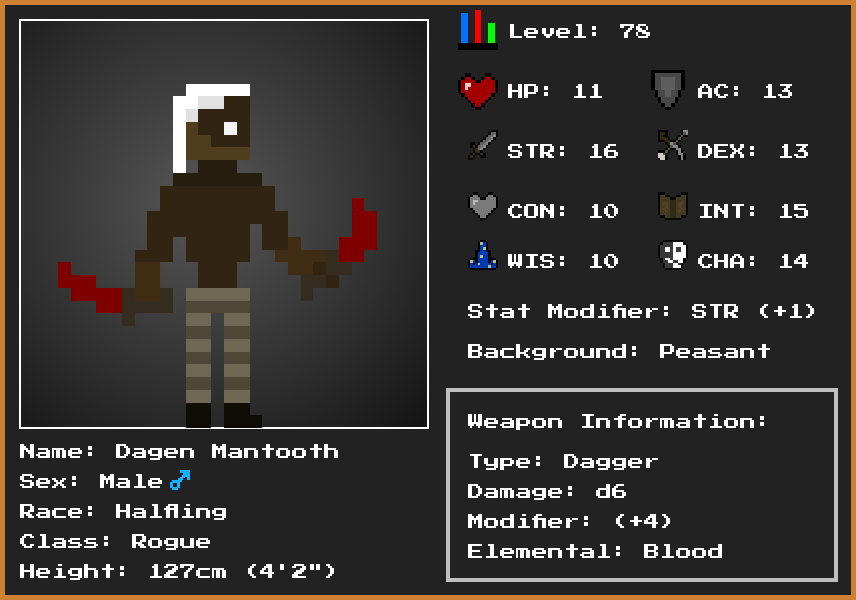 Level: 78
HP: 11 AC: 13
STR: 16 DEX: 13
CON: 10 INT: 15
WIS: 10 CHA: 14
Stat Modifier: STR (+1)
Background: Peasant
Weapon Information:
Type: Dagger
Damage: d6
Modifier: (+4)
Elemental: Blood
Name: Dagen Mantooth
Sex: Male ♂
Race: Halfling
Class: Rogue
Height: 127cm (4'2")